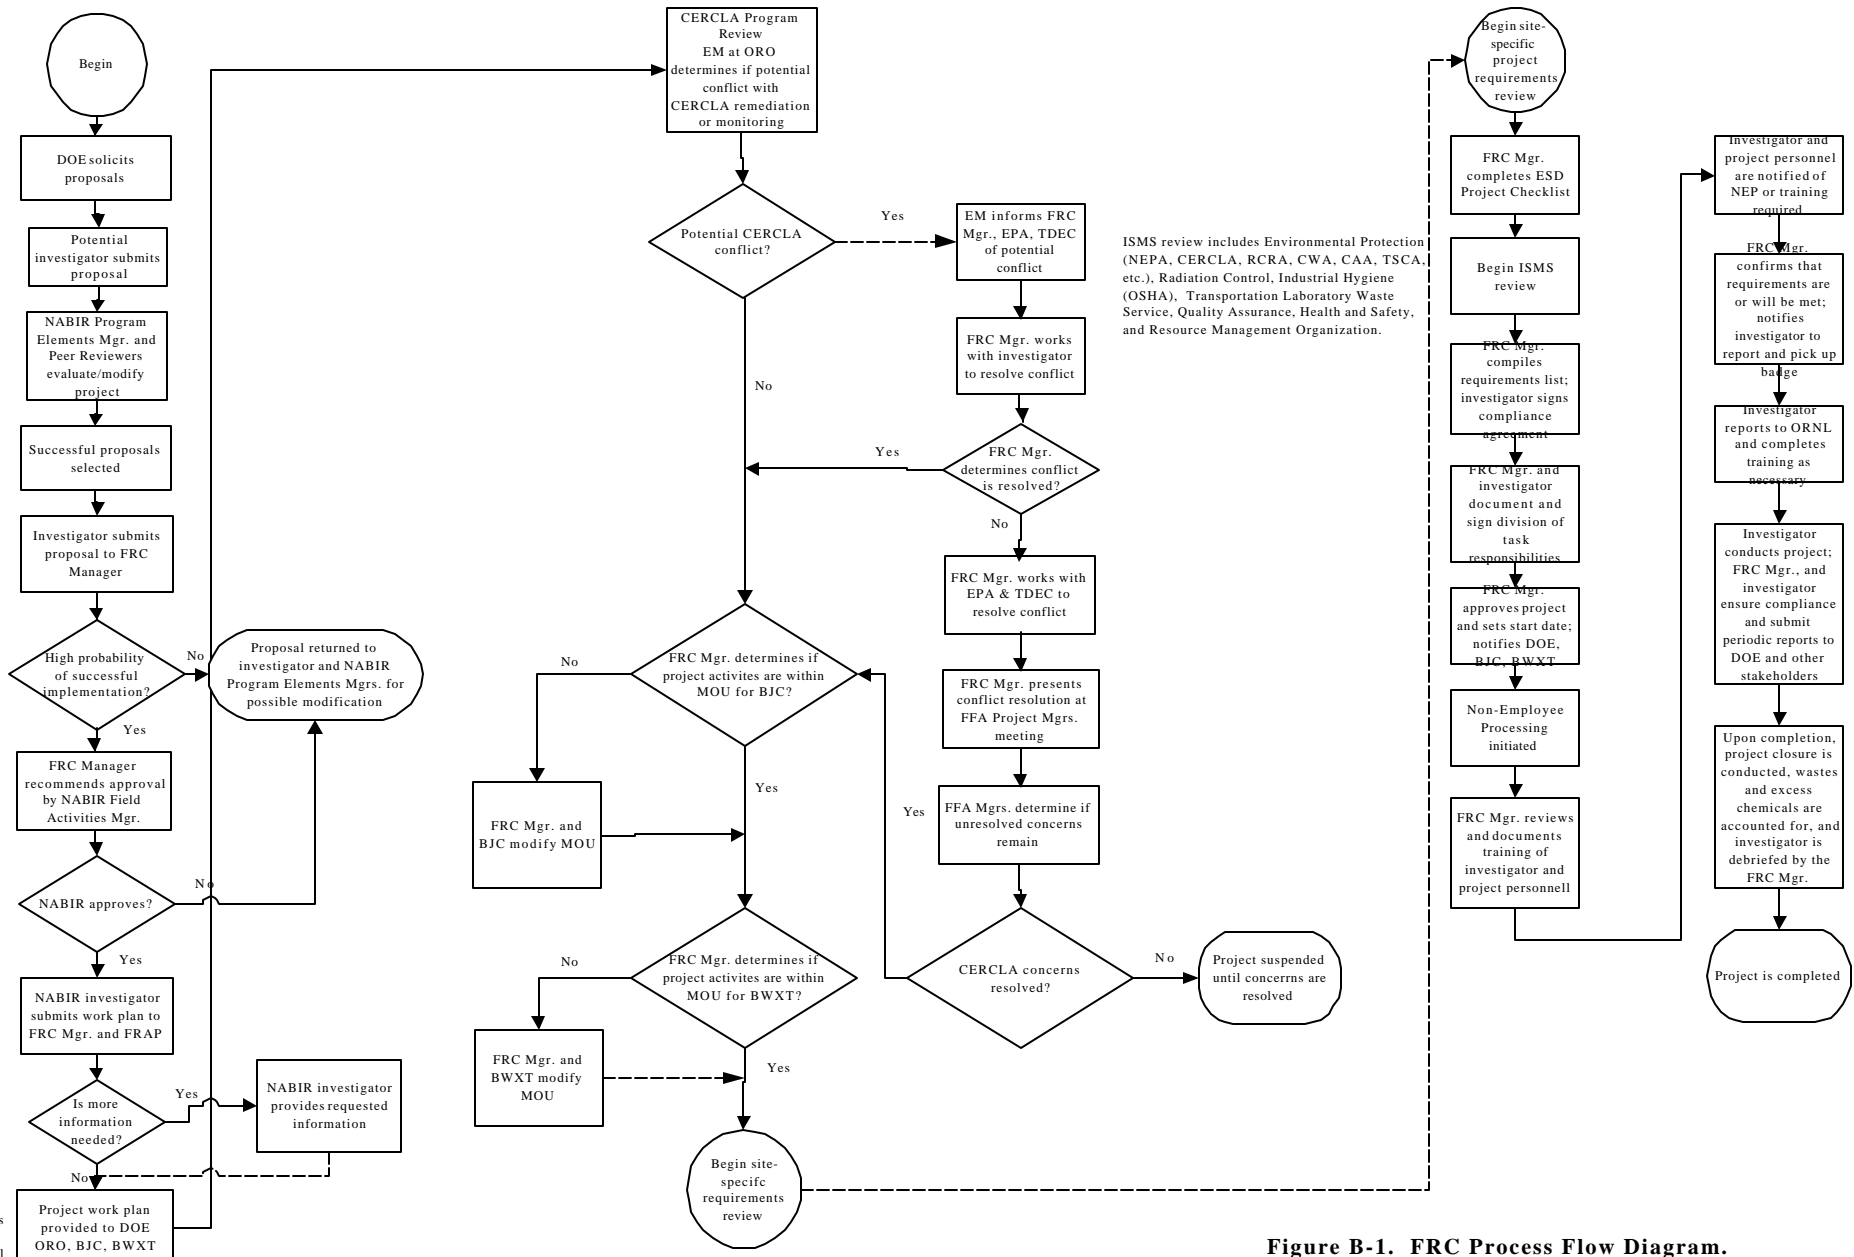 Begin
DOE solicits
proposals
Potential
investigator submits
proposal
NABIR Program
Elements Mgr. and
Peer Reviewers
evaluate/modify
project
Successful proposals
selected
Investigator submits
proposal to FRC
Manager
High probability
of successful
implementation?
No
Yes
Proposal returned to
investigator and NABIR
Program Elements Mgrs. for
possible modification
FRC Manager
recommends approval
by NABIR Field
Activities Mgr.
NABIR approves?
No
Yes
NABIR investigator
submits work plan to
FRC Mgr. and FRAP
Is more
information
needed?
Yes
NABIR investigator
provides requested
information
No
Project work plan
provided to DOE
ORO, BJC, BWXT
s
CERCLA Program
Review
EM at ORO
determines if potential
conflict with
CERCLA remediation
or monitoring
Potential CERCLA
conflict?
Yes
No
EM informs FRC
Mgr., EPA, TDEC
of potential
conflict
FRC Mgr. works
with investigator
to resolve conflict
FRC Mgr.
determines conflict
is resolved?
Yes
No
FRC Mgr. works with
EPA & TDEC to
resolve conflict
FRC Mgr. presents
conflict resolution at
FFA Project Mgrs.
meeting
FFA Mgrs. determine if
unresolved concerns
remain
CERCLA concerns
resolved?
Yes
No
Project suspended
until concerrns are
resolved
FRC Mgr. determines if
project activites are within
MOU for BJC?
No
Yes
FRC Mgr. and
BJC modify MOU
FRC Mgr. determines if
project activites are within
MOU for BWXT?
No
Yes
FRC Mgr. and
BWXT modify
MOU
Begin site-
specifc
requirements
review
ISMS review includes Environmental Protection
(NEPA, CERCLA, RCRA, CWA, CAA, TSCA,
etc.), Radiation Control, Industrial Hygiene
(OSHA), Transportation Laboratory Waste
Service, Quality Assurance, Health and Safety,
and Resource Management Organization.
Begin site-
specific
project
requirements
review
FRC Mgr.
completes ESD
Project Checklist
Begin ISMS
review
FRC Mgr.
compiles
requirements list;
investigator signs
compliance
agreement
FRC Mgr. and
investigator
document and
sign division of
task
responsibilities
FRC Mgr.
approves project
and sets start date;
notifies DOE,
BJC, BWXT
Non-Employee
Processing
initiated
FRC Mgr. reviews
and documents
training of
investigator and
project personnell
Investigator and
project personnel
are notified of
NEP or training
required
FRC Mgr.
confirms that
requirements are
or will be met;
notifies
investigator to
report and pick up
badge
Investigator
reports to ORNL
and completes
training as
necessary
Investigator
conducts project;
FRC Mgr., and
investigator
ensure compliance
and submit
periodic reports to
DOE and other
stakeholders
Upon completion,
project closure is
conducted, wastes
and excess
chemicals are
accounted for, and
investigator is
debriefed by the
FRC Mgr.
Project is completed
Figure B-1. FRC Process Flow Diagram.